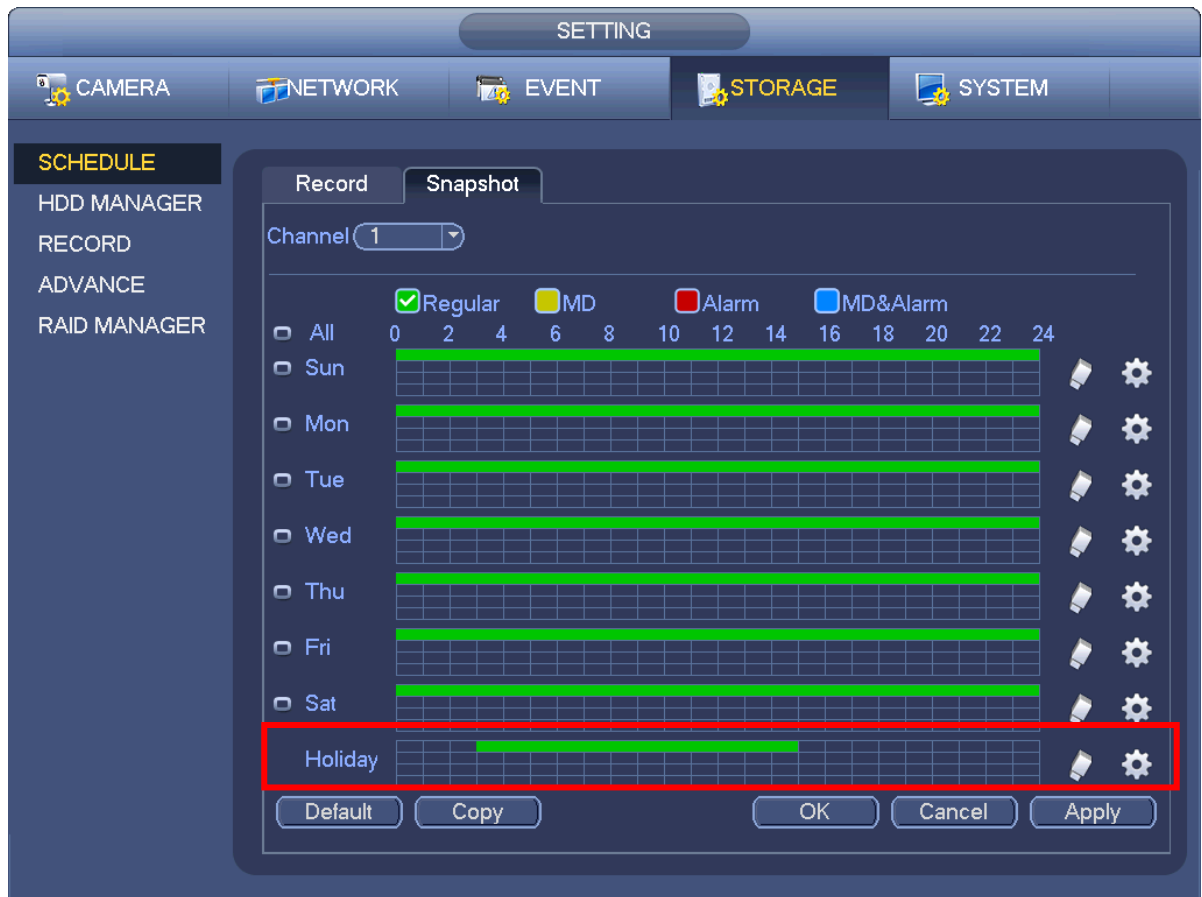 SETTING
CAMERA NETWORK EVENT STORAGE SYSTEM
SCHEDULE
HDD MANAGER
RECORD
ADVANCE
RAID MANAGER
Record Snapshot
Channel 1
Regular MD Alarm MD&Alarm
All 0 2 4 6 8 10 12 14 16 18 20 22 24
Sun
Mon
Tue
Wed
Thu
Fri
Sat
Holiday
Default Copy OK Cancel Apply